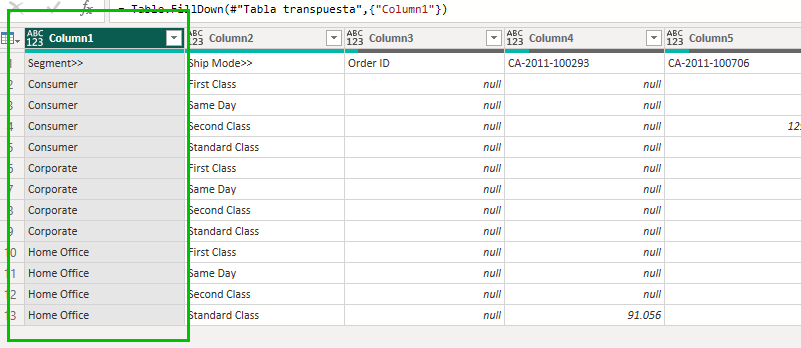 fx = Table.FillDown(#"Tabla transpuesta",{"Column1"})
ABC 123 Column1 ABC 123 Column2 ABC 123 Column3 ABC 123 Column4 ABC 123 Column5
1 Segment>> Ship Mode>> Order ID CA-2011-100293 CA-2011-100706
2 Consumer First Class null null
3 Consumer Same Day null null
4 Consumer Second Class null null 12
5 Consumer Standard Class null null
6 Corporate First Class null null
7 Corporate Same Day null null
8 Corporate Second Class null null
9 Corporate Standard Class null null
10 Home Office First Class null null
11 Home Office Same Day null null
12 Home Office Second Class null null
13 Home Office Standard Class null 91.056